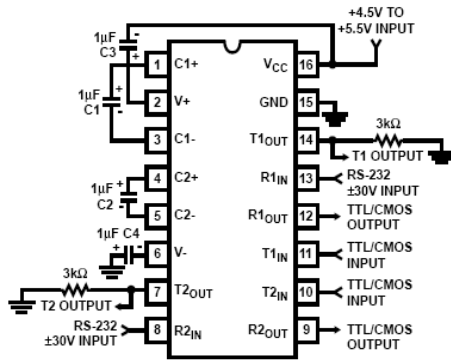 +4.5V TO
+5.5V INPUT
1µF
C3
- +
1 C1+ VCC 16
1µF
C1
+ -
2 V+ GND 15
3kΩ
3 C1- T1OUT 14
T1 OUTPUT
4 C2+ R1IN 13
RS-232
±30V INPUT
1µF
C2
+ -
5 C2- R1OUT 12
TTL/CMOS
OUTPUT
1µF C4
+ -
6 V- T1IN 11
TTL/CMOS
INPUT
3kΩ
7 T2OUT T2IN 10
T2 OUTPUT
TTL/CMOS
INPUT
RS-232
±30V INPUT
8 R2IN R2OUT 9
TTL/CMOS
OUTPUT